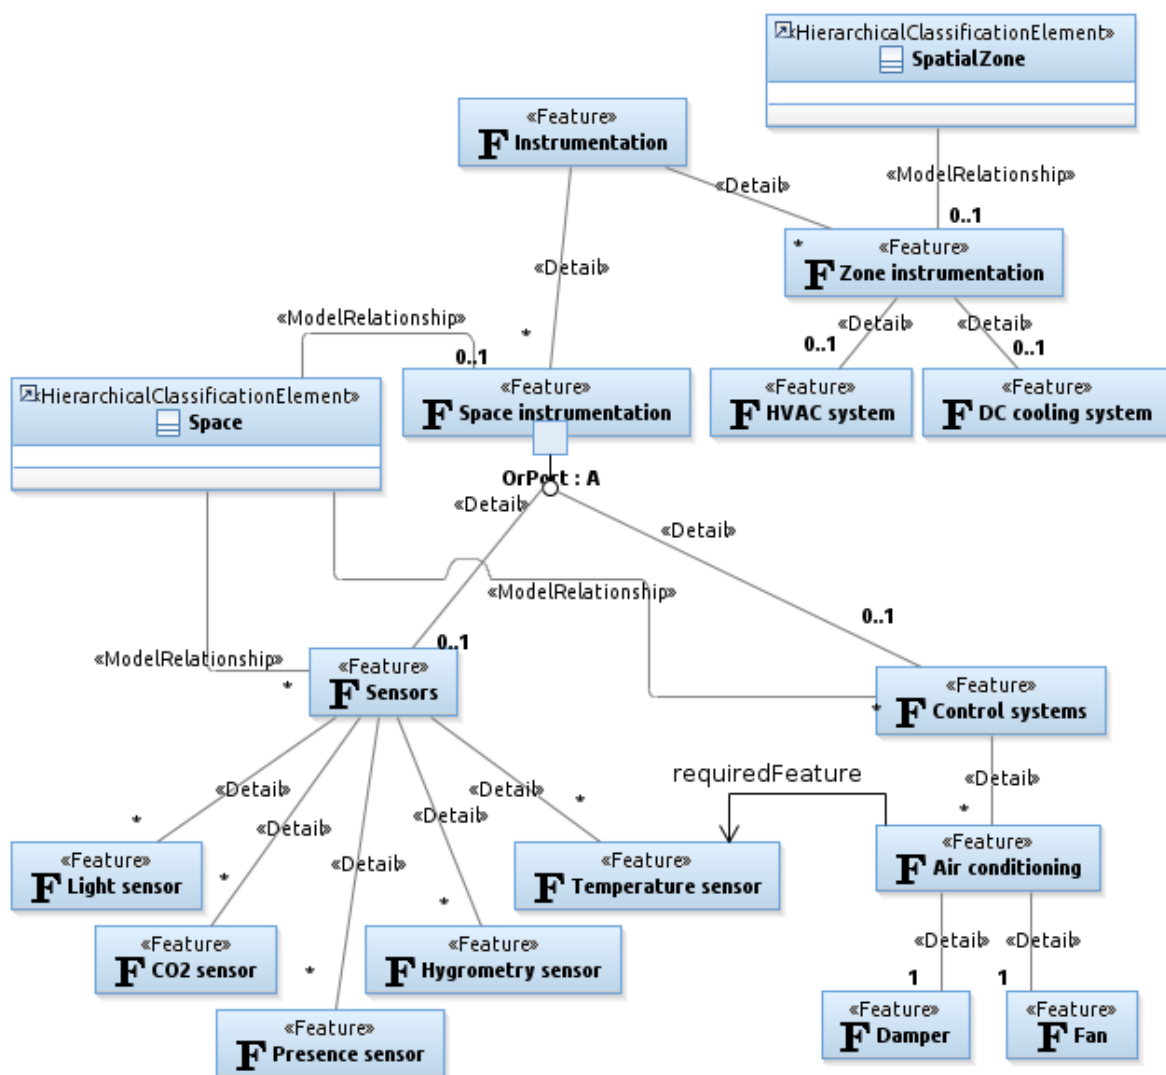 «HierarchicalClassificationElement»
SpatialZone
«Feature»
F Instrumentation
«Detail»
«ModelRelationship»
0..1
*
«Feature»
F Zone instrumentation
«Detail»
*
«Detail»
0..1
«Detail»
0..1
«ModelRelationship»
0..1
«HierarchicalClassificationElement»
Space
«Feature»
F Space instrumentation
«Feature»
F HVAC system
«Feature»
F DC cooling system
OrPort : A
«Detail»
«Detail»
«ModelRelationship»
0..1
0..1
«ModelRelationship»
*
«Feature»
F Sensors
*
«Feature»
F Control systems
requiredFeature
«Detail»
*
«Detail»
*
«Detail»
*
«Detail»
*
«Detail»
*
«Detail»
*
«Feature»
F Light sensor
«Feature»
F Temperature sensor
«Feature»
F Air conditioning
«Feature»
F CO2 sensor
«Feature»
F Hygrometry sensor
«Detail»
1
«Detail»
1
«Feature»
F Presence sensor
«Feature»
F Damper
«Feature»
F Fan